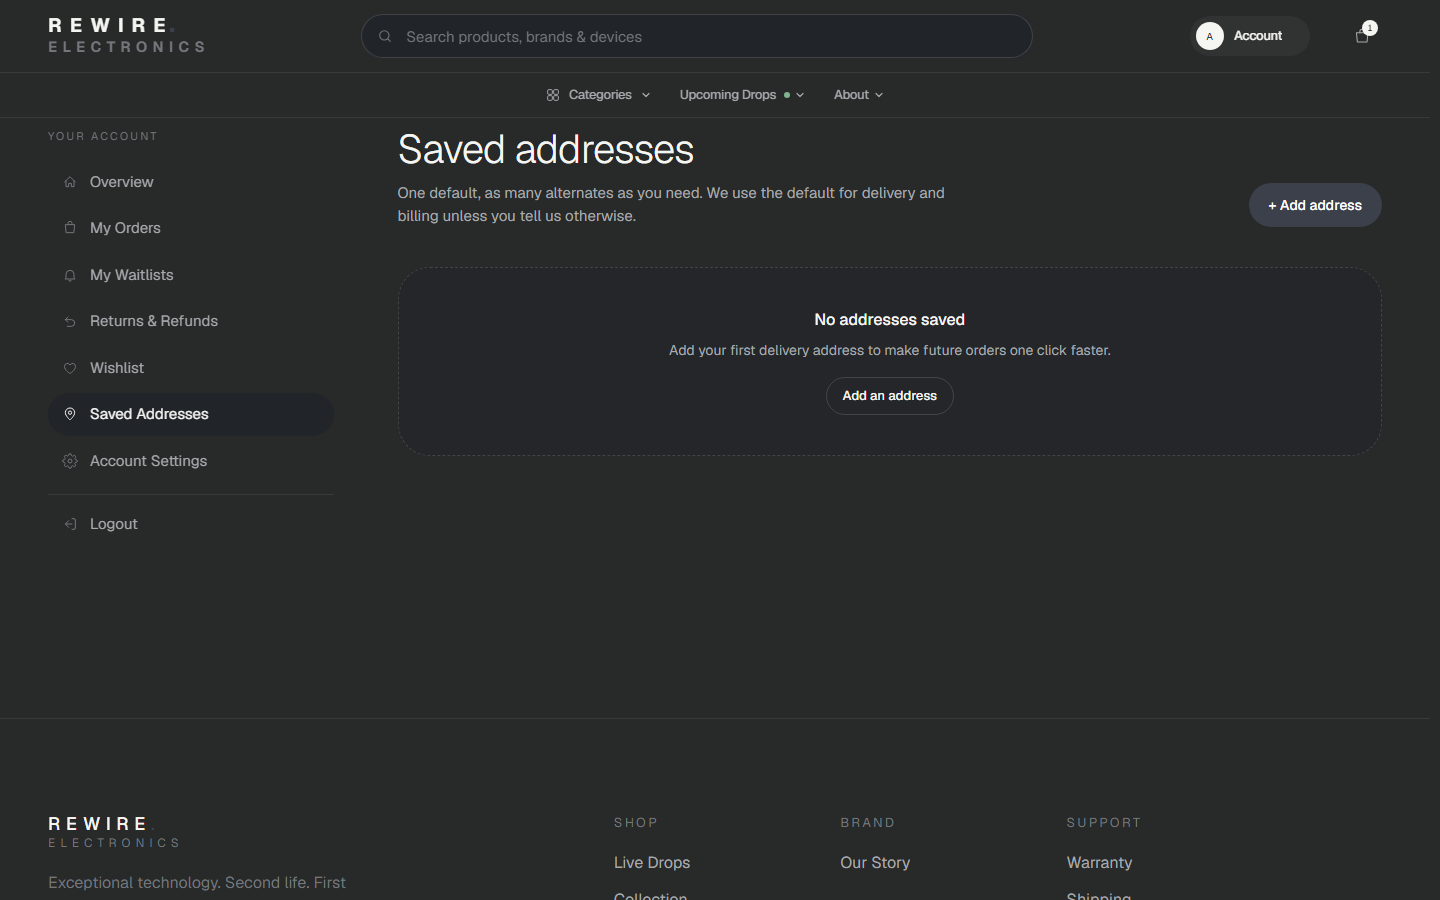 REWIRE.
ELECTRONICS
Search products, brands & devices
A
Account
1
Categories
Upcoming Drops
About
YOUR ACCOUNT
Overview
My Orders
My Waitlists
Returns & Refunds
Wishlist
Saved Addresses
Account Settings
Logout
Saved addresses
One default, as many alternates as you need. We use the default for delivery and
billing unless you tell us otherwise.
+ Add address
No addresses saved
Add your first delivery address to make future orders one click faster.
Add an address
REWIRE.
ELECTRONICS
Exceptional technology. Second life. First
SHOP
Live Drops
Collection
BRAND
Our Story
SUPPORT
Warranty
Shipping